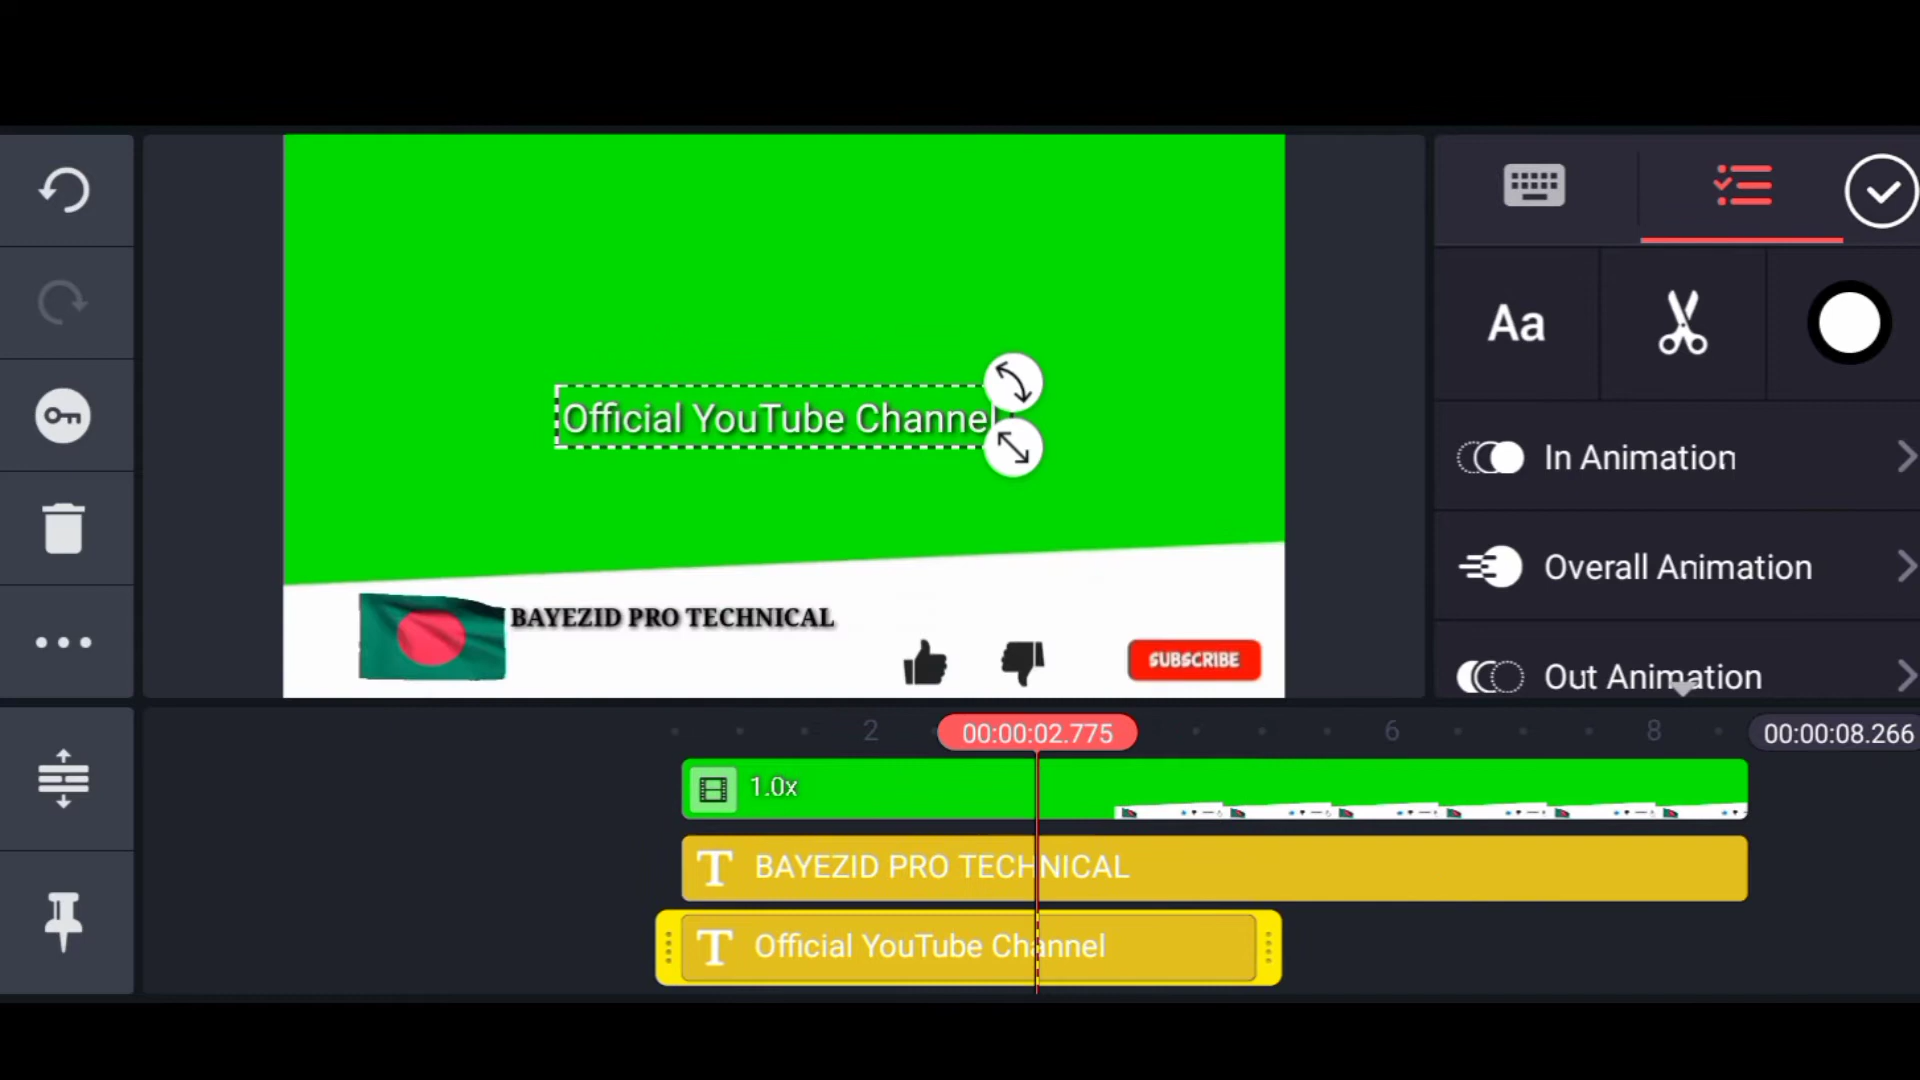 Aa
Official YouTube Channel
In Animation
Overall Animation
BAYEZID PRO TECHNICAL
SUBSCRIBE
Out Animation
2
00:00:02.775
6
8
00:00:08.266
1.0x
T BAYEZID PRO TECHNICAL
T Official YouTube Channel